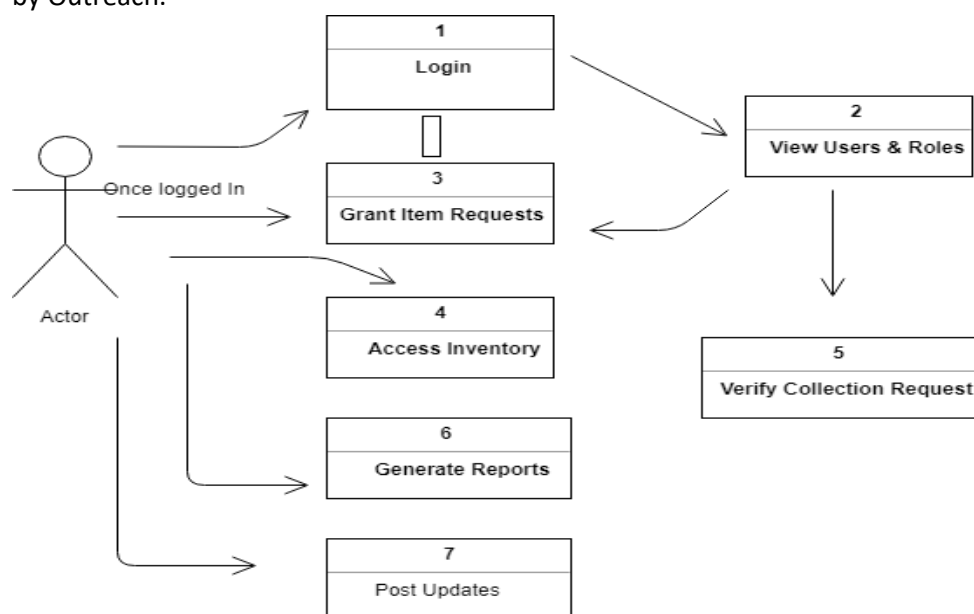 by Outreach.
1
Login
2
View Users & Roles
Once logged In
3
Grant Item Requests
Actor
4
Access Inventory
5
Verify Collection Request
6
Generate Reports
7
Post Updates